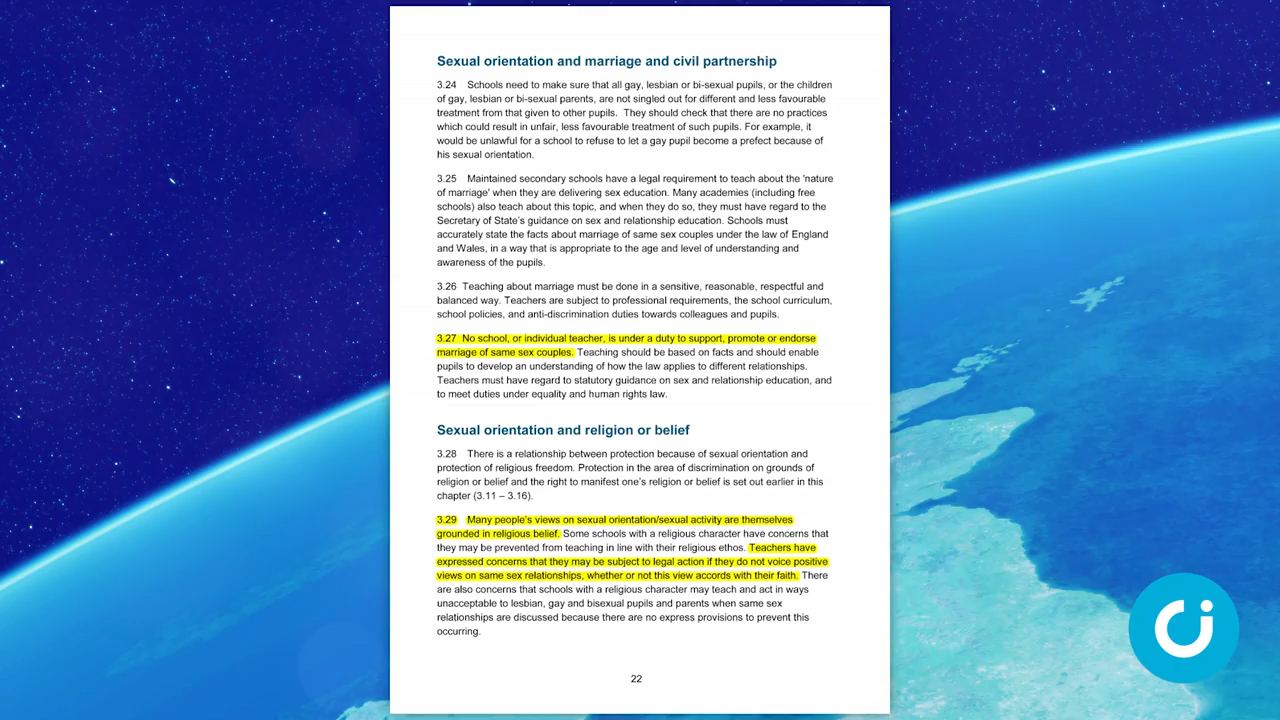 Sexual orientation and marriage and civil partnership
3.24 Schools need to make sure that all gay, lesbian or bi-sexual pupils, or the children
of gay, lesbian or bi-sexual parents, are not singled out for different and less favourable
treatment from that given to other pupils. They should check that there are no practices
which could result in unfair, less favourable treatment of such pupils. For example, it
would be unlawful for a school to refuse to let a gay pupil become a prefect because of
his sexual orientation.
3.25 Maintained secondary schools have a legal requirement to teach about the 'nature
of marriage' when they are delivering sex education. Many academies (including free
schools) also teach about this topic, and when they do so, they must have regard to the
Secretary of State's guidance on sex and relationship education. Schools must
accurately state the facts about marriage of same sex couples under the law of England
and Wales, in a way that is appropriate to the age and level of understanding and
awareness of the pupils.
3.26 Teaching about marriage must be done in a sensitive, reasonable, respectful and
balanced way. Teachers are subject to professional requirements, the school curriculum,
school policies, and anti-discrimination duties towards colleagues and pupils.
3.27 No school, or individual teacher, is under a duty to support, promote or endorse
marriage of same sex couples. Teaching should be based on facts and should enable
pupils to develop an understanding of how the law applies to different relationships.
Teachers must have regard to statutory guidance on sex and relationship education, and
to meet duties under equality and human rights law.
Sexual orientation and religion or belief
3.28 There is a relationship between protection because of sexual orientation and
protection of religious freedom. Protection in the area of discrimination on grounds of
religion or belief and the right to manifest one's religion or belief is set out earlier in this
chapter (3.11 – 3.16).
3.29 Many people's views on sexual orientation/sexual activity are themselves
grounded in religious belief. Some schools with a religious character have concerns that
they may be prevented from teaching in line with their religious ethos. Teachers have
expressed concerns that they may be subject to legal action if they do not voice positive
views on same sex relationships, whether or not this view accords with their faith. There
are also concerns that schools with a religious character may teach and act in ways
unacceptable to lesbian, gay and bisexual pupils and parents when same sex
relationships are discussed because there are no express provisions to prevent this
occurring.
22